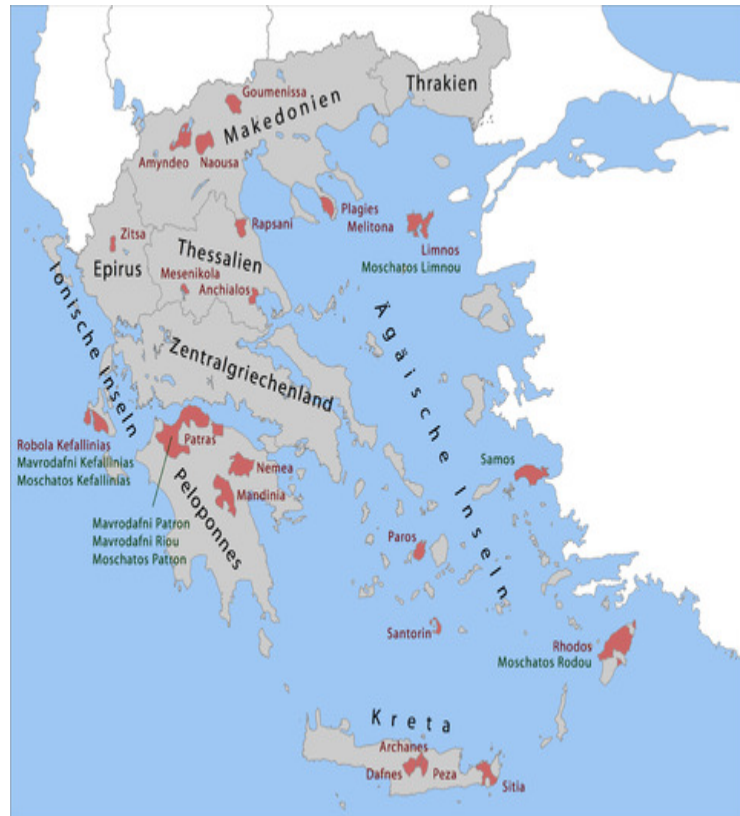 Thrakien
Goumenissa
Makedonien
Amyndeo
Naousa
Plagies
Melitona
Rapsani
Zitsa
Limnos
Moschatos Limnou
Thessalien
Epirus
Mesenikola
Anchialos
Ionische Inseln
Ägäische Inseln
Zentralgriechenland
Robola Kefallinias
Mavrodafni Kefallinias
Moschatos Kefallinias
Patras
Samos
Nemea
Mandinia
Peloponnes
Mavrodafni Patron
Mavrodafni Riou
Moschatos Patron
Paros
Santorin
Rhodos
Moschatos Rodou
Kreta
Archanes
Dafnes
Peza
Sitia